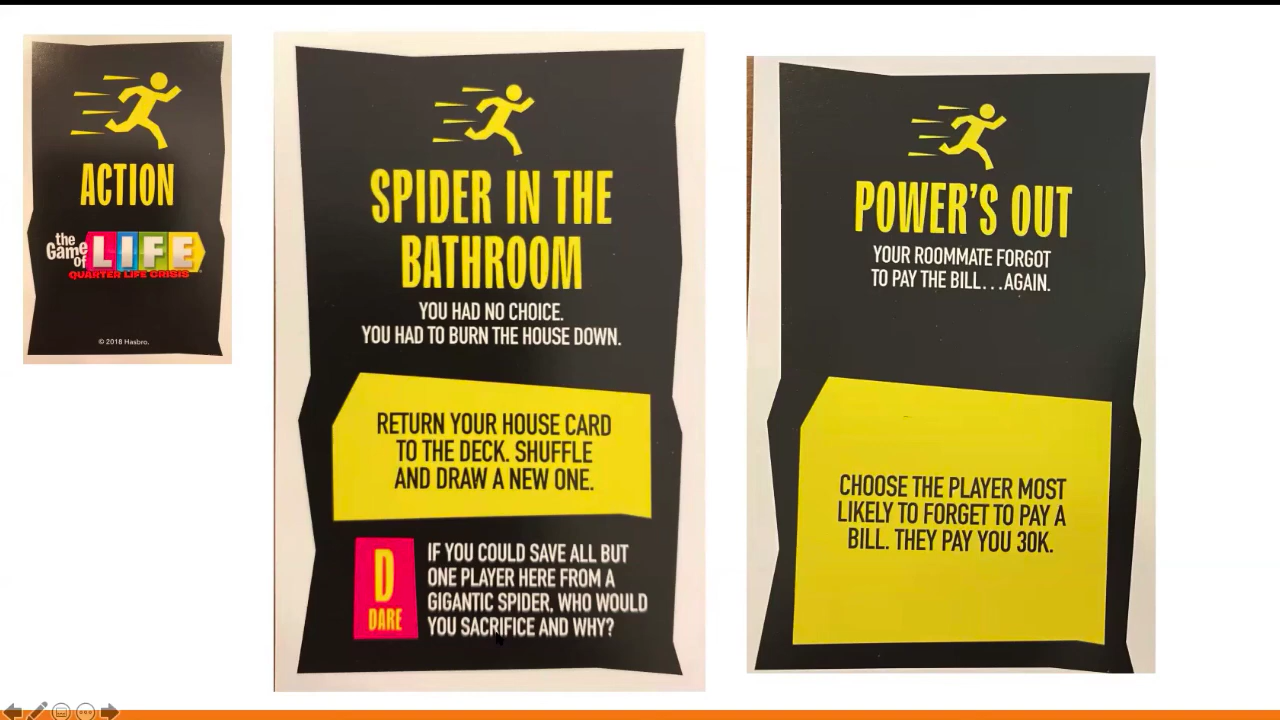 ACTION
the
Game
of
LIFE
QUARTER LIFE CRISIS
© 2018 Hasbro.
SPIDER IN THE
BATHROOM
YOU HAD NO CHOICE.
YOU HAD TO BURN THE HOUSE DOWN.
RETURN YOUR HOUSE CARD
TO THE DECK. SHUFFLE
AND DRAW A NEW ONE.
D
DARE
IF YOU COULD SAVE ALL BUT
ONE PLAYER HERE FROM A
GIGANTIC SPIDER, WHO WOULD
YOU SACRIFICE AND WHY?
POWER'S OUT
YOUR ROOMMATE FORGOT
TO PAY THE BILL...AGAIN.
CHOOSE THE PLAYER MOST
LIKELY TO FORGET TO PAY A
BILL. THEY PAY YOU 30K.